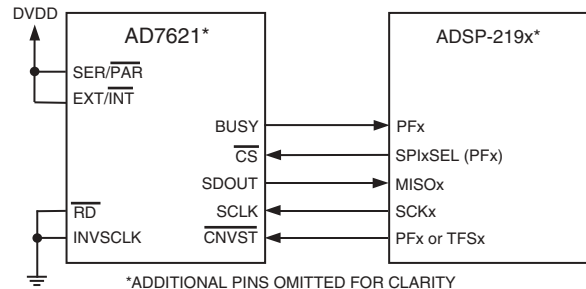 DVDD
AD7621*
ADSP-219x*
SER/PAR
EXT/INT
BUSY
PFx
CS
SPIxSEL (PFx)
SDOUT
MISOx
RD
SCLK
SCKx
INVSCLK
CNVST
PFx or TFSx
*ADDITIONAL PINS OMITTED FOR CLARITY